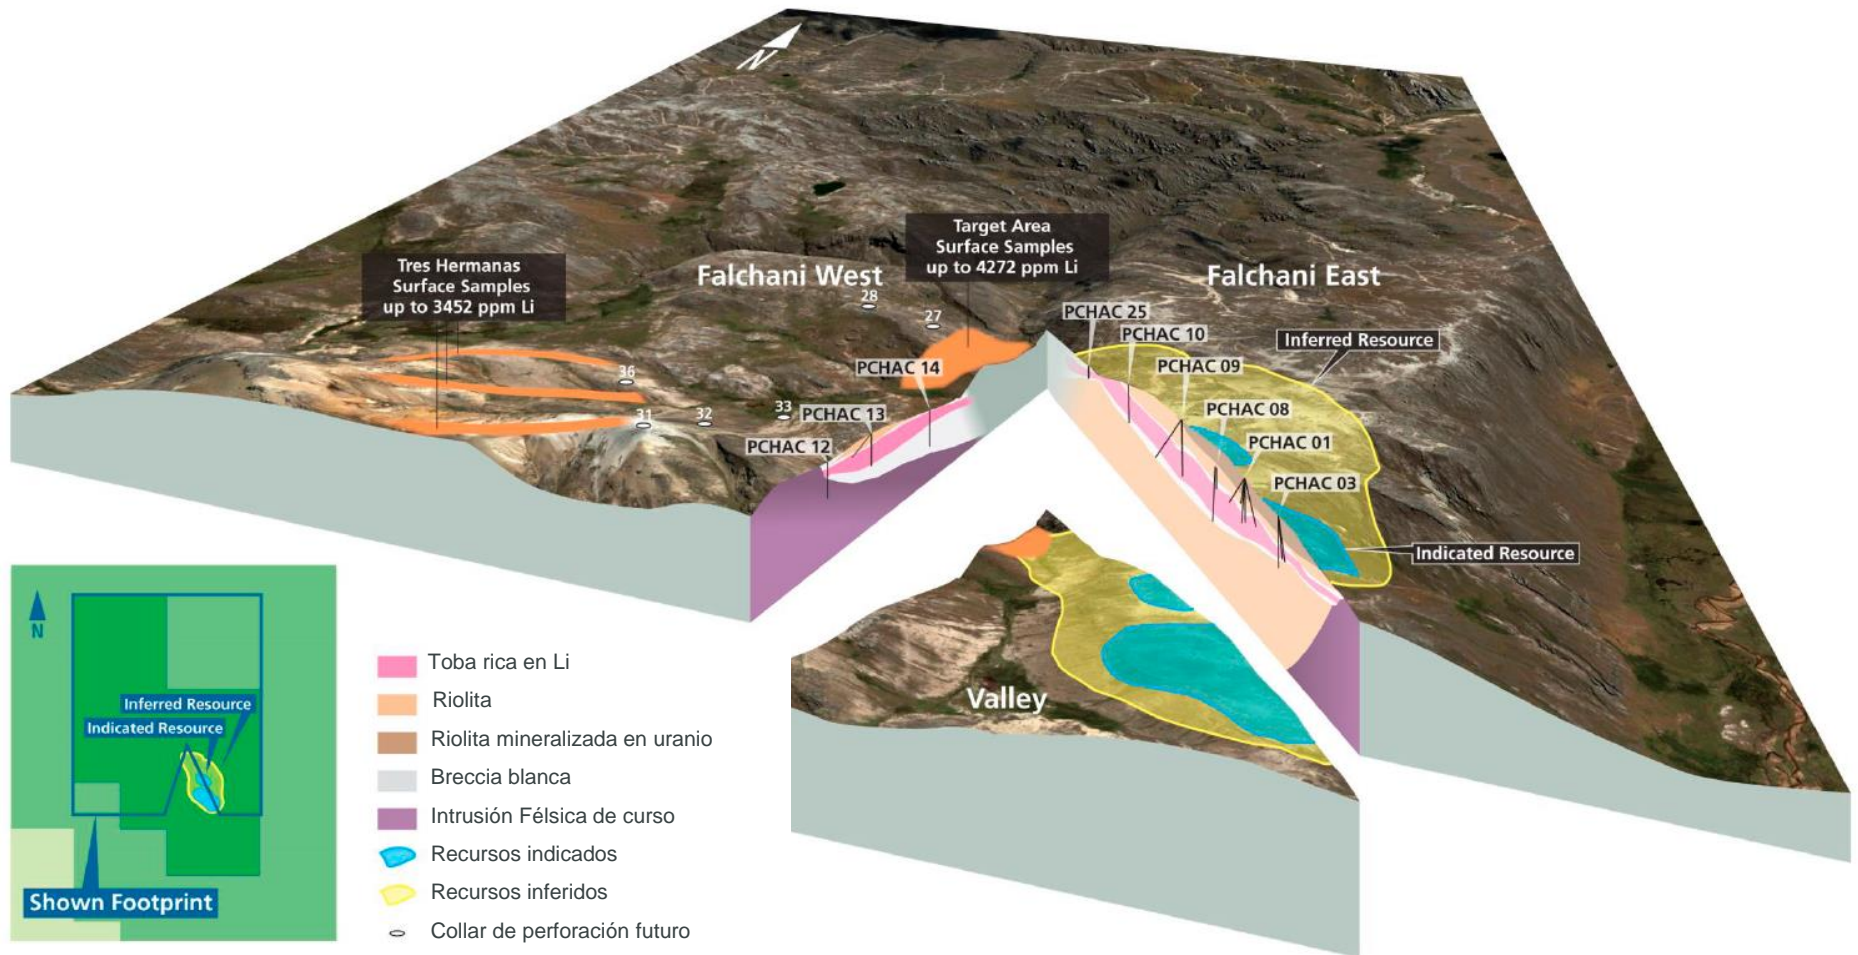 N
Target Area
Surface Samples
up to 4272 ppm Li
Tres Hermanas
Surface Samples
up to 3452 ppm Li
Falchani West
Falchani East
28
27
36
31
32
33
PCHAC 25
PCHAC 10
PCHAC 09
PCHAC 08
PCHAC 01
PCHAC 03
PCHAC 14
PCHAC 13
PCHAC 12
Inferred Resource
Indicated Resource
Valley
N
Inferred Resource
Indicated Resource
Shown Footprint
Toba rica en Li
Riolita
Riolita mineralizada en uranio
Breccia blanca
Intrusión Félsica de curso
Recursos indicados
Recursos inferidos
Collar de perforación futuro